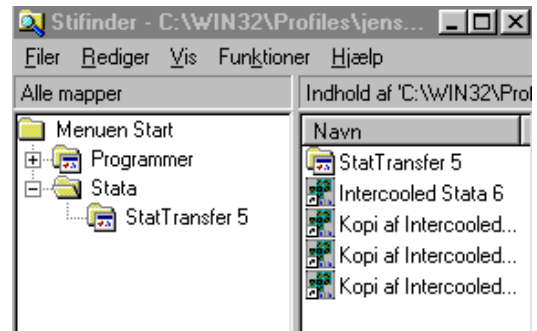 Stifinder - C:\WIN32\Profiles\jens...
Filer Rediger Vis Funktioner Hjælp
Alle mapper
Indhold af 'C:\WIN32\Prof
Menuen Start
Programmer
Stata
StatTransfer 5
Navn
StatTransfer 5
Intercooled Stata 6
Kopi af Intercooled...
Kopi af Intercooled...
Kopi af Intercooled...